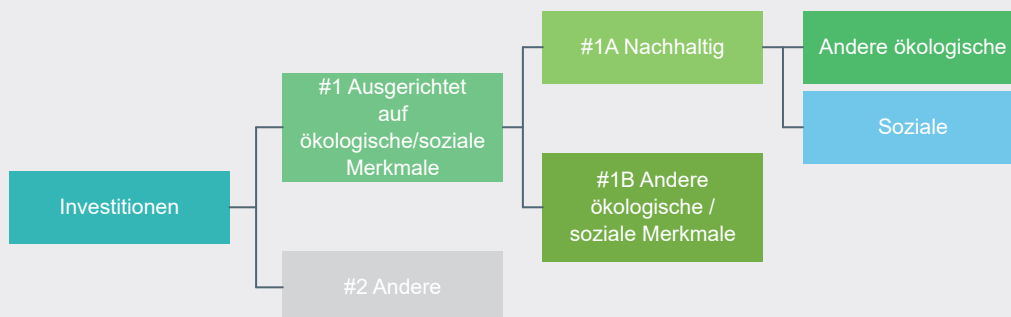 Investitionen
#1 Ausgerichtet
auf
ökologische/soziale
Merkmale
#2 Andere
#1A Nachhaltig
#1B Andere
ökologische /
soziale Merkmale
Andere ökologische
Soziale